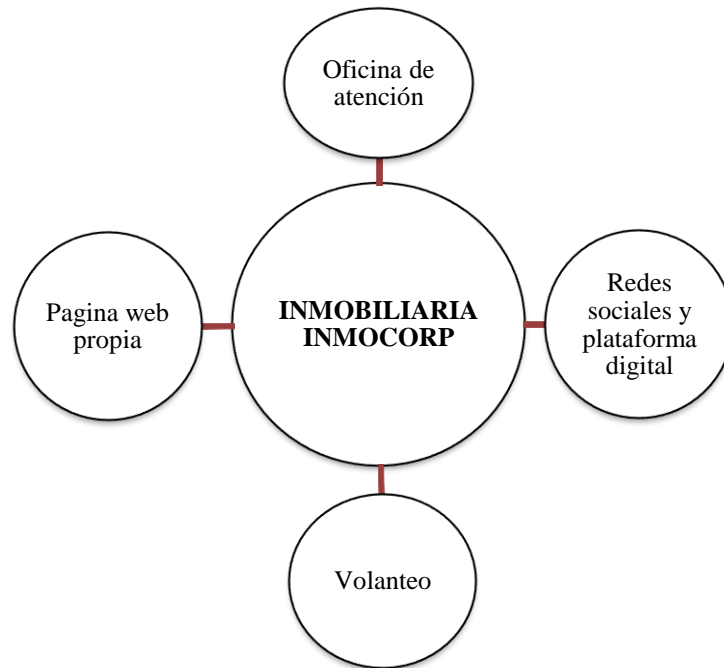 Oficina de
atención
Pagina web
propia
INMOBILIARIA
INMOCORP
Redes
sociales y
plataforma
digital
Volanteo